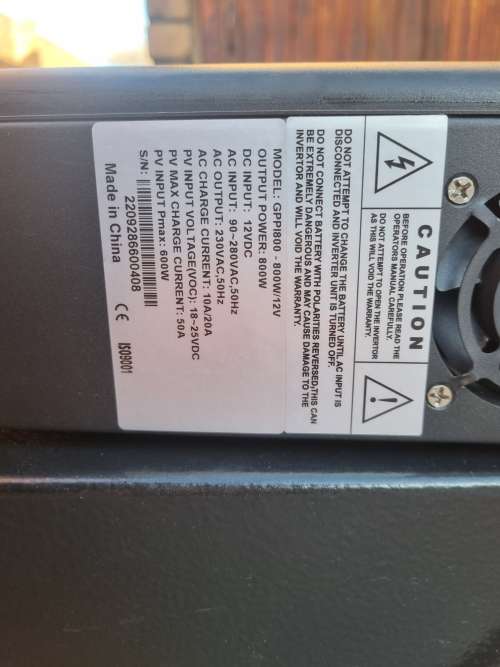 CAUTION
BEFORE OPERATION PLEASE READ THE
OPERATORS MANUAL CAREFULLY.
DO NOT ATTEMPT TO OPEN THE INVERTOR
AS THIS WILL VOID THE WARRANTY.
DO NOT ATTEMPT TO CHANGE THE BATTERY UNTIL AC INPUT IS
DISCONNECTED AND INVERTER UNIT IS TURNED OFF.
DO NOT CONNECT BATTERY WITH POLARITIES REVERSED,THIS CAN
BE EXTREMELY DANGEROUS AND MAY CAUSE DAMAGE TO THE
INVERTOR AND WILL VOID THE WARRANTY.
MODEL: GPPI800 - 800W/12V
OUTPUT POWER: 800W
DC INPUT: 12VDC
AC INPUT: 90~280VAC,50Hz
AC OUTPUT: 230VAC,50Hz
AC CHARGE CURRENT: 10A/20A
PV INPUT VOLTAGE(VOC): 18~25VDC
PV MAX CHARGE CURRENT: 50A
PV INPUT Pmax: 600W
S/N:
2209286600408
Made in China CE ISO9001